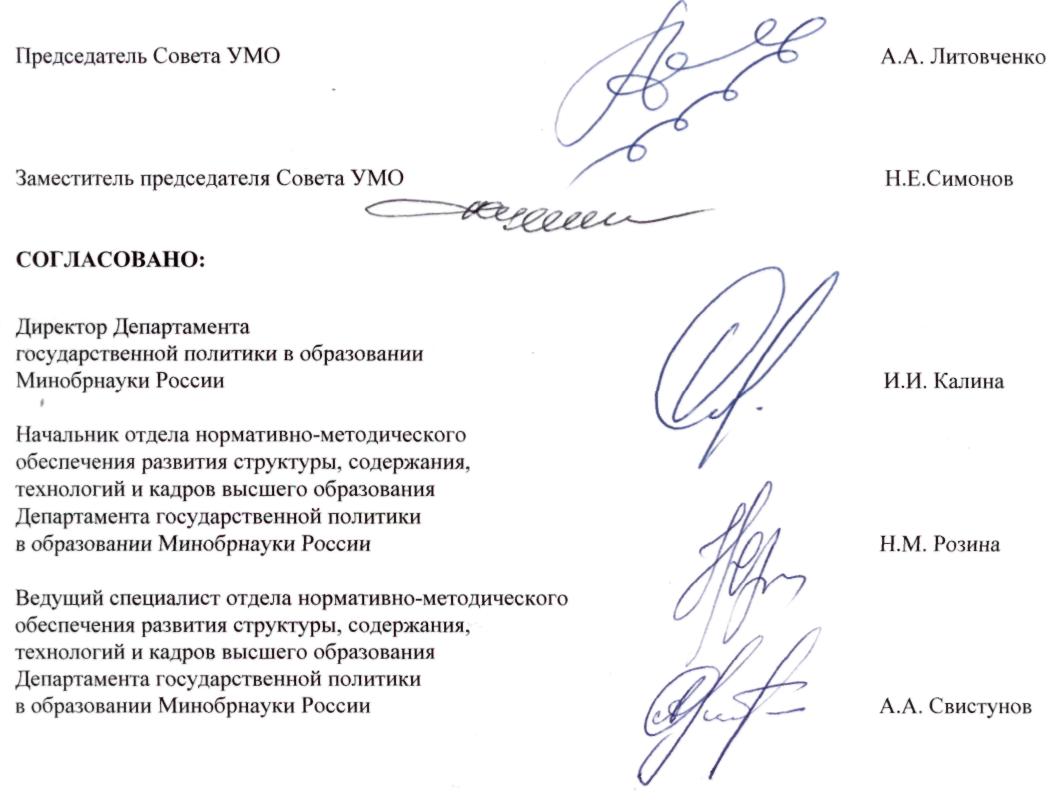 Председатель Совета УМО А.А. Литовченко
Заместитель председателя Совета УМО Н.Е.Симонов
СОГЛАСОВАНО:
Директор Департамента
государственной политики в образовании
Минобрнауки России И.И. Калина
Начальник отдела нормативно-методического
обеспечения развития структуры, содержания,
технологий и кадров высшего образования
Департамента государственной политики
в образовании Минобрнауки России Н.М. Розина
Ведущий специалист отдела нормативно-методического
обеспечения развития структуры, содержания,
технологий и кадров высшего образования
Департамента государственной политики
в образовании Минобрнауки России А.А. Свистунов